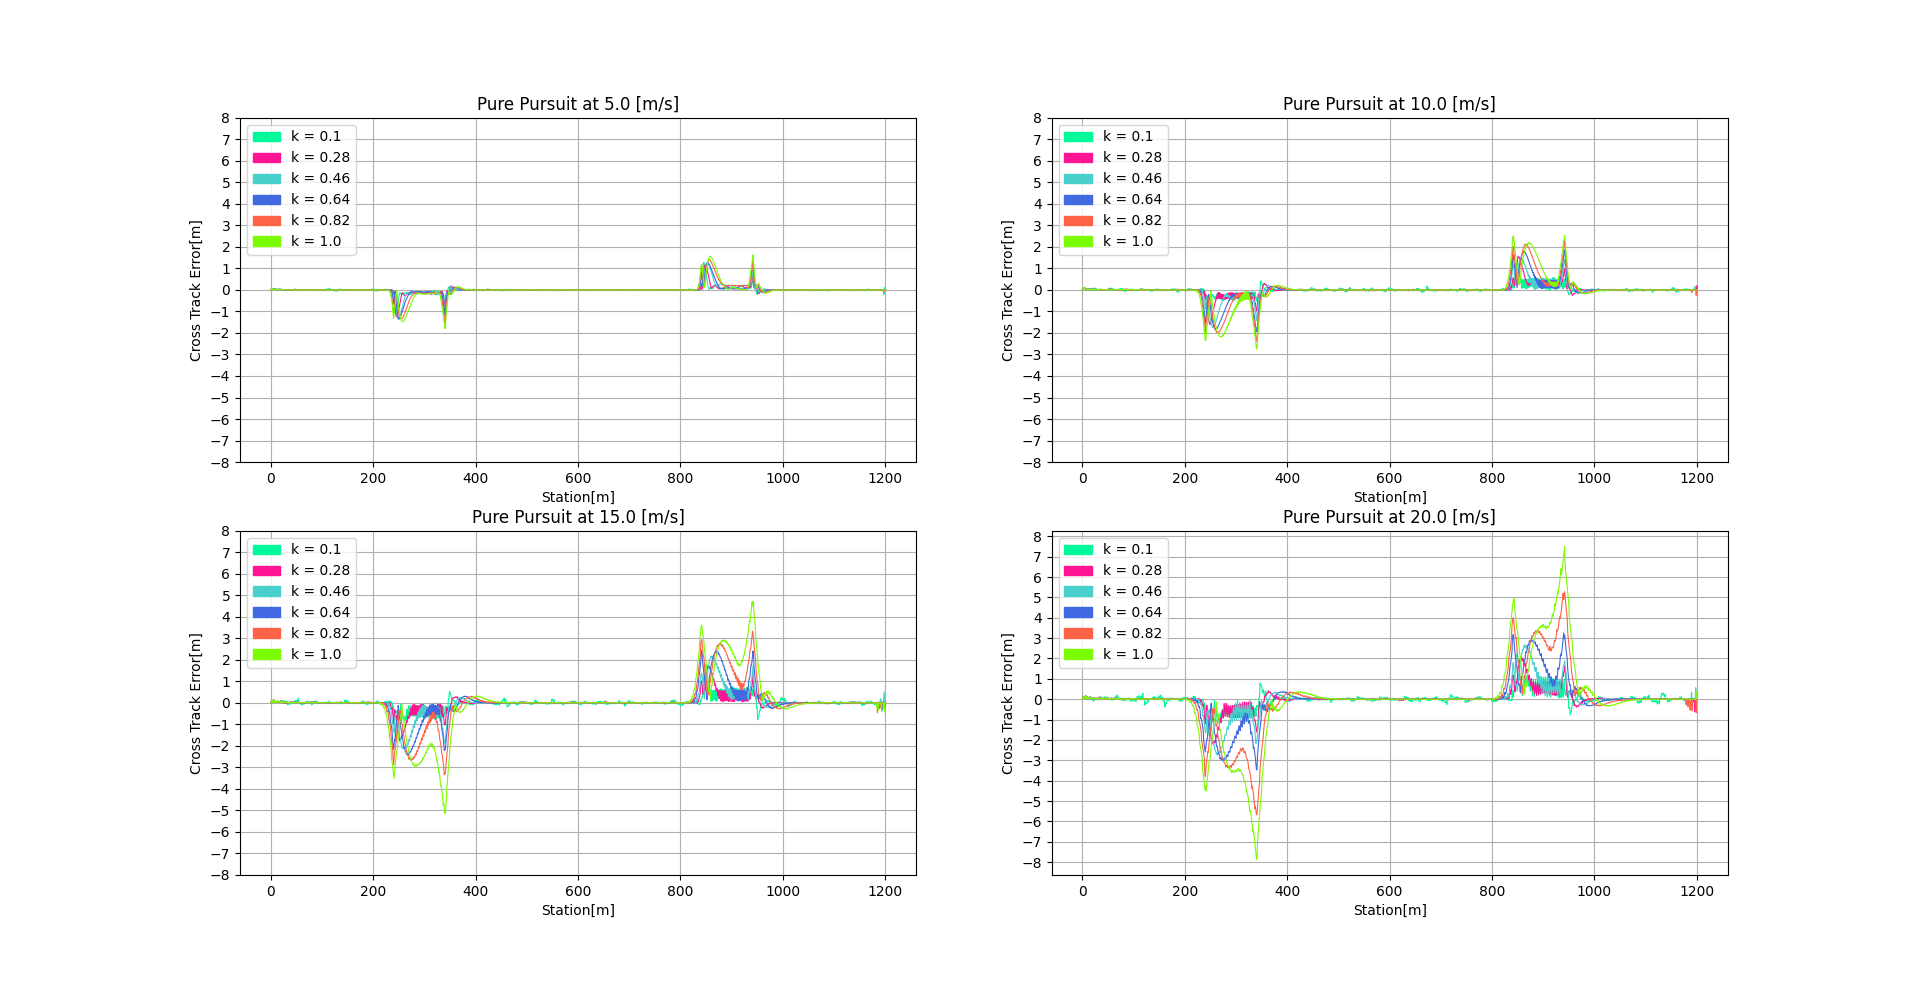 Pure Pursuit at 5.0 [m/s]
8
7
6
5
4
3
2
1
0
−1
−2
−3
−4
−5
−6
−7
−8
Cross Track Error[m]
k = 0.1
k = 0.28
k = 0.46
k = 0.64
k = 0.82
k = 1.0
0 200 400 600 800 1000 1200
Station[m]
Pure Pursuit at 10.0 [m/s]
8
7
6
5
4
3
2
1
0
−1
−2
−3
−4
−5
−6
−7
−8
Cross Track Error[m]
k = 0.1
k = 0.28
k = 0.46
k = 0.64
k = 0.82
k = 1.0
0 200 400 600 800 1000 1200
Station[m]
Pure Pursuit at 15.0 [m/s]
8
7
6
5
4
3
2
1
0
−1
−2
−3
−4
−5
−6
−7
−8
Cross Track Error[m]
k = 0.1
k = 0.28
k = 0.46
k = 0.64
k = 0.82
k = 1.0
0 200 400 600 800 1000 1200
Station[m]
Pure Pursuit at 20.0 [m/s]
8
7
6
5
4
3
2
1
0
−1
−2
−3
−4
−5
−6
−7
−8
Cross Track Error[m]
k = 0.1
k = 0.28
k = 0.46
k = 0.64
k = 0.82
k = 1.0
0 200 400 600 800 1000 1200
Station[m]